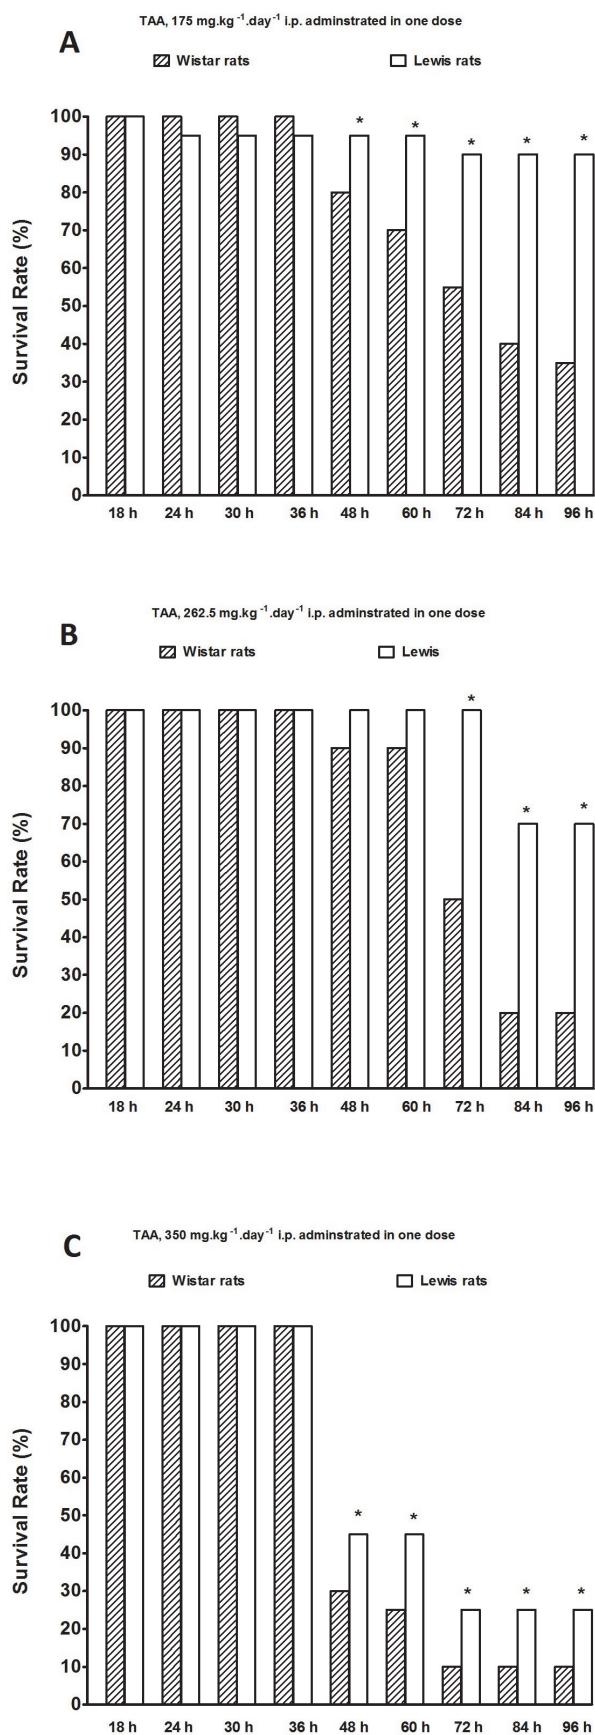 TAA, 175 mg.kg⁻¹.day⁻¹ i.p. adminstrated in one dose
A
Wistar rats Lewis rats
100
90
80
70
60
50
40
30
20
10
0
Survival Rate (%)
* * * * *
18 h 24 h 30 h 36 h 48 h 60 h 72 h 84 h 96 h
TAA, 262.5 mg.kg⁻¹.day⁻¹ i.p. adminstrated in one dose
B
Wistar rats Lewis
100
90
80
70
60
50
40
30
20
10
0
Survival Rate (%)
* * *
18 h 24 h 30 h 36 h 48 h 60 h 72 h 84 h 96 h
TAA, 350 mg.kg⁻¹.day⁻¹ i.p. adminstrated in one dose
C
Wistar rats Lewis rats
100
90
80
70
60
50
40
30
20
10
0
Survival Rate (%)
* * * * *
18 h 24 h 30 h 36 h 48 h 60 h 72 h 84 h 96 h